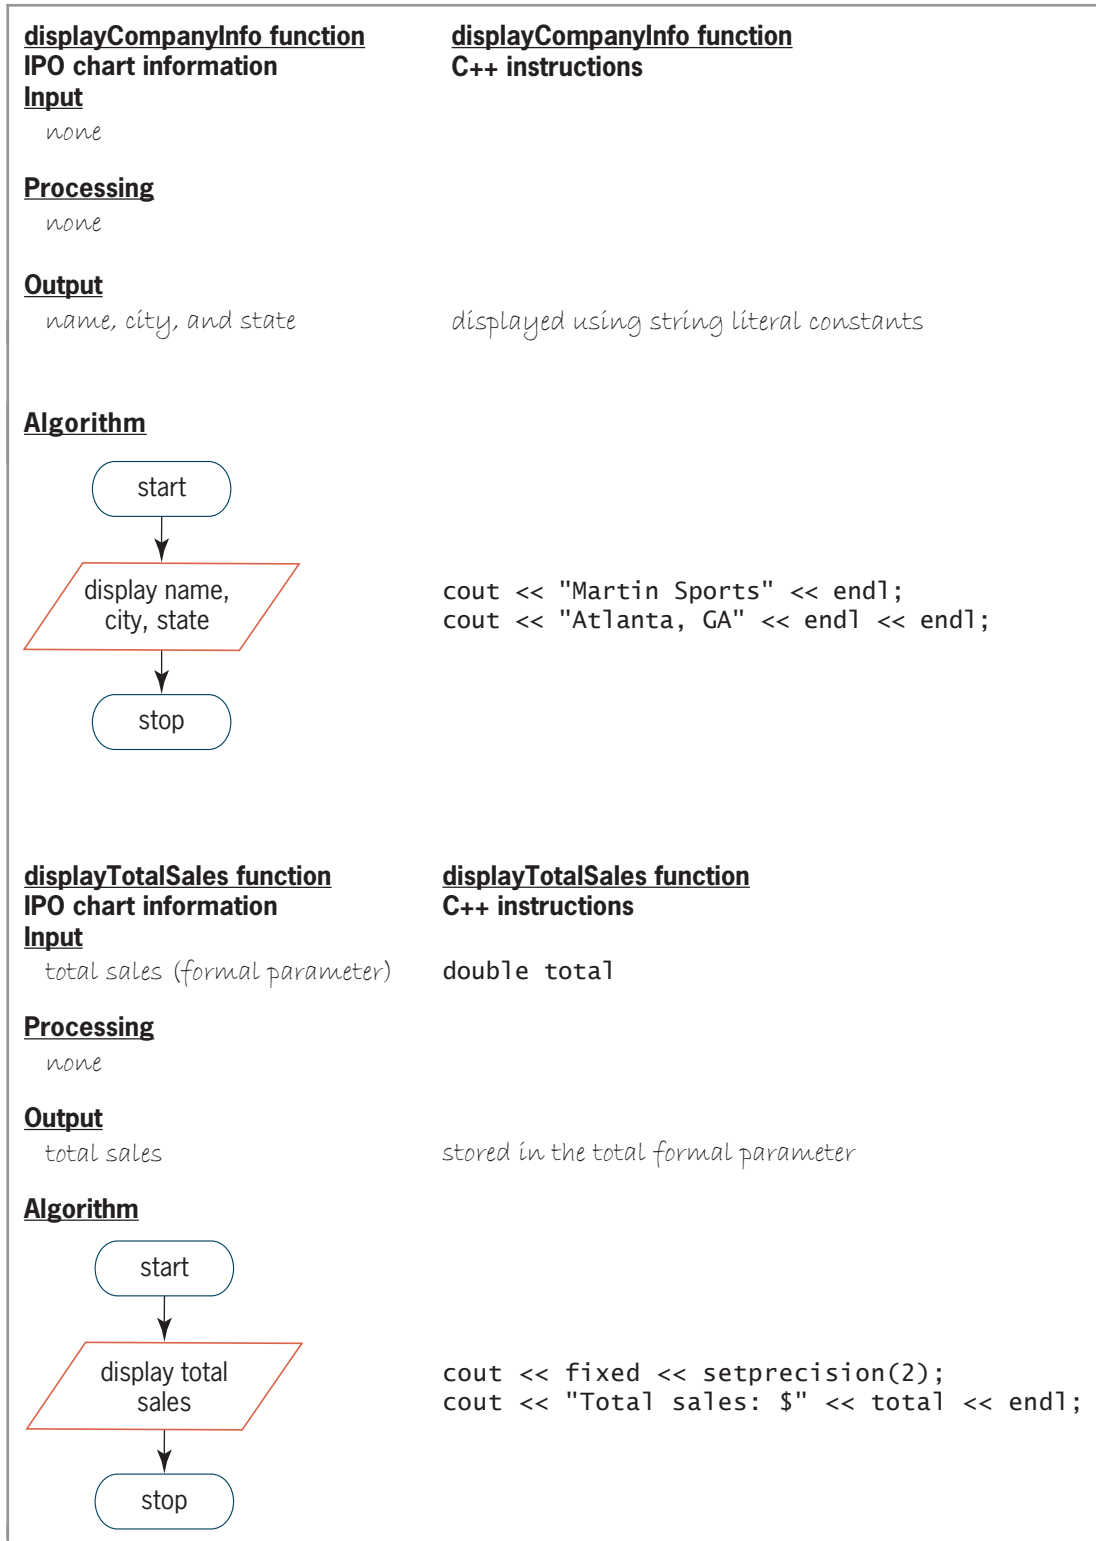 displayCompanyInfo function displayCompanyInfo function
IPO chart information C++ instructions
Input
none
Processing
none
Output
name, city, and state displayed using string literal constants
Algorithm
start
display name,
city, state
cout << "Martin Sports" << endl;
cout << "Atlanta, GA" << endl << endl;
stop
displayTotalSales function displayTotalSales function
IPO chart information C++ instructions
Input
total sales (formal parameter) double total
Processing
none
Output
total sales stored in the total formal parameter
Algorithm
start
display total
sales
cout << fixed << setprecision(2);
cout << "Total sales: $" << total << endl;
stop